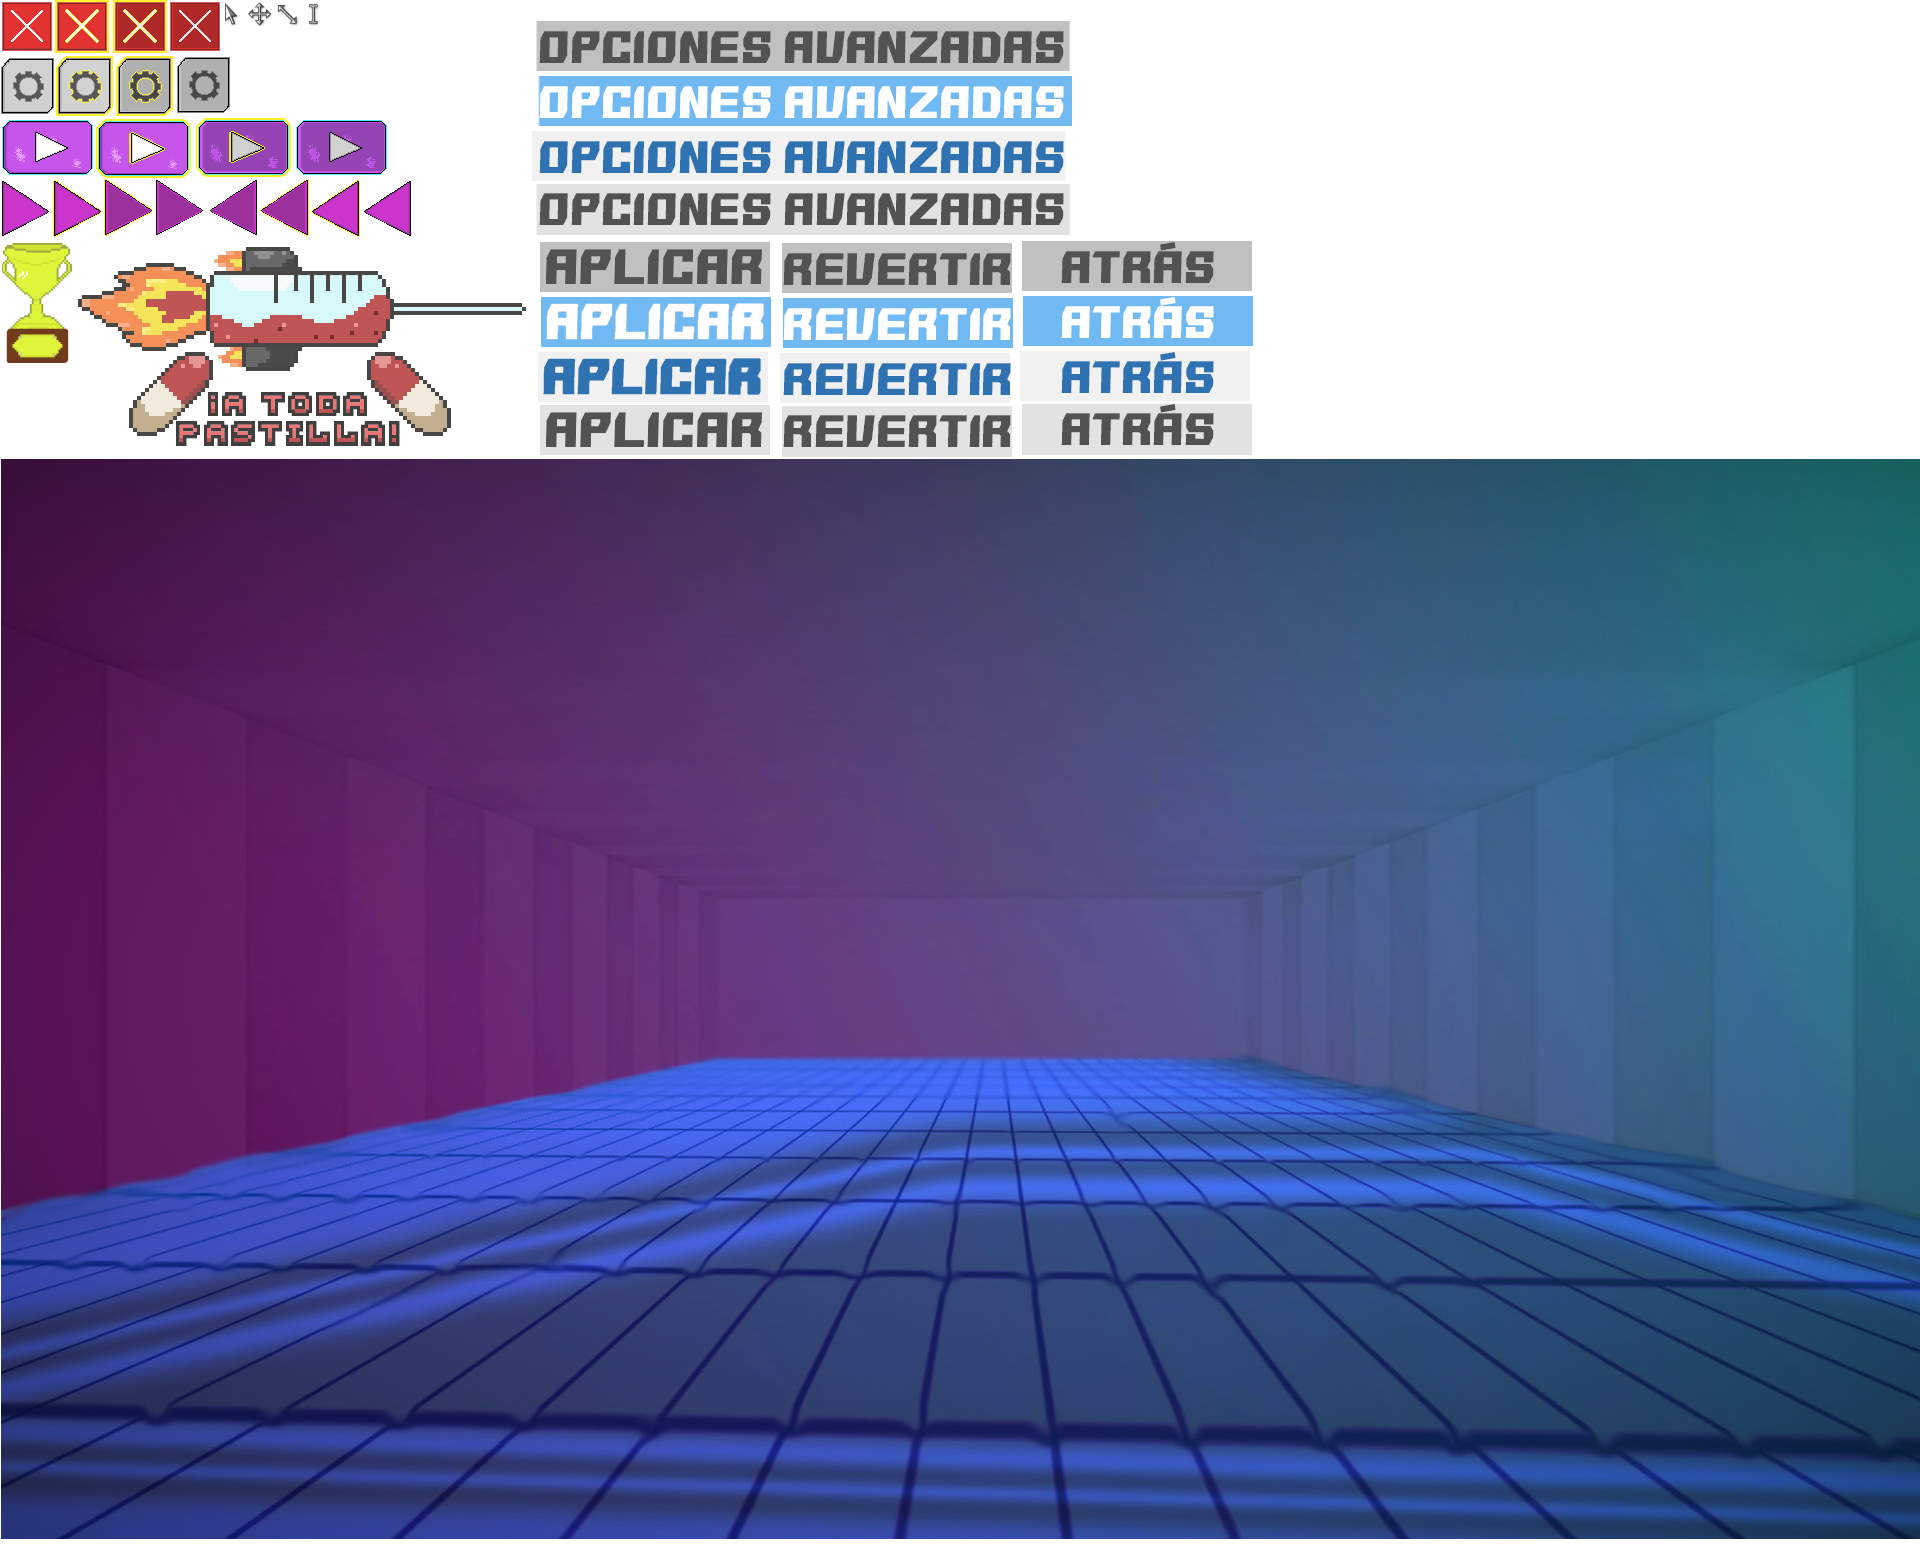 OPCIONES AVANZADAS
OPCIONES AVANZADAS
OPCIONES AVANZADAS
OPCIONES AVANZADAS
APLICAR REVERTIR ATRÁS
APLICAR REVERTIR ATRÁS
APLICAR REVERTIR ATRÁS
APLICAR REVERTIR ATRÁS
¡A TODA
PASTILLA!